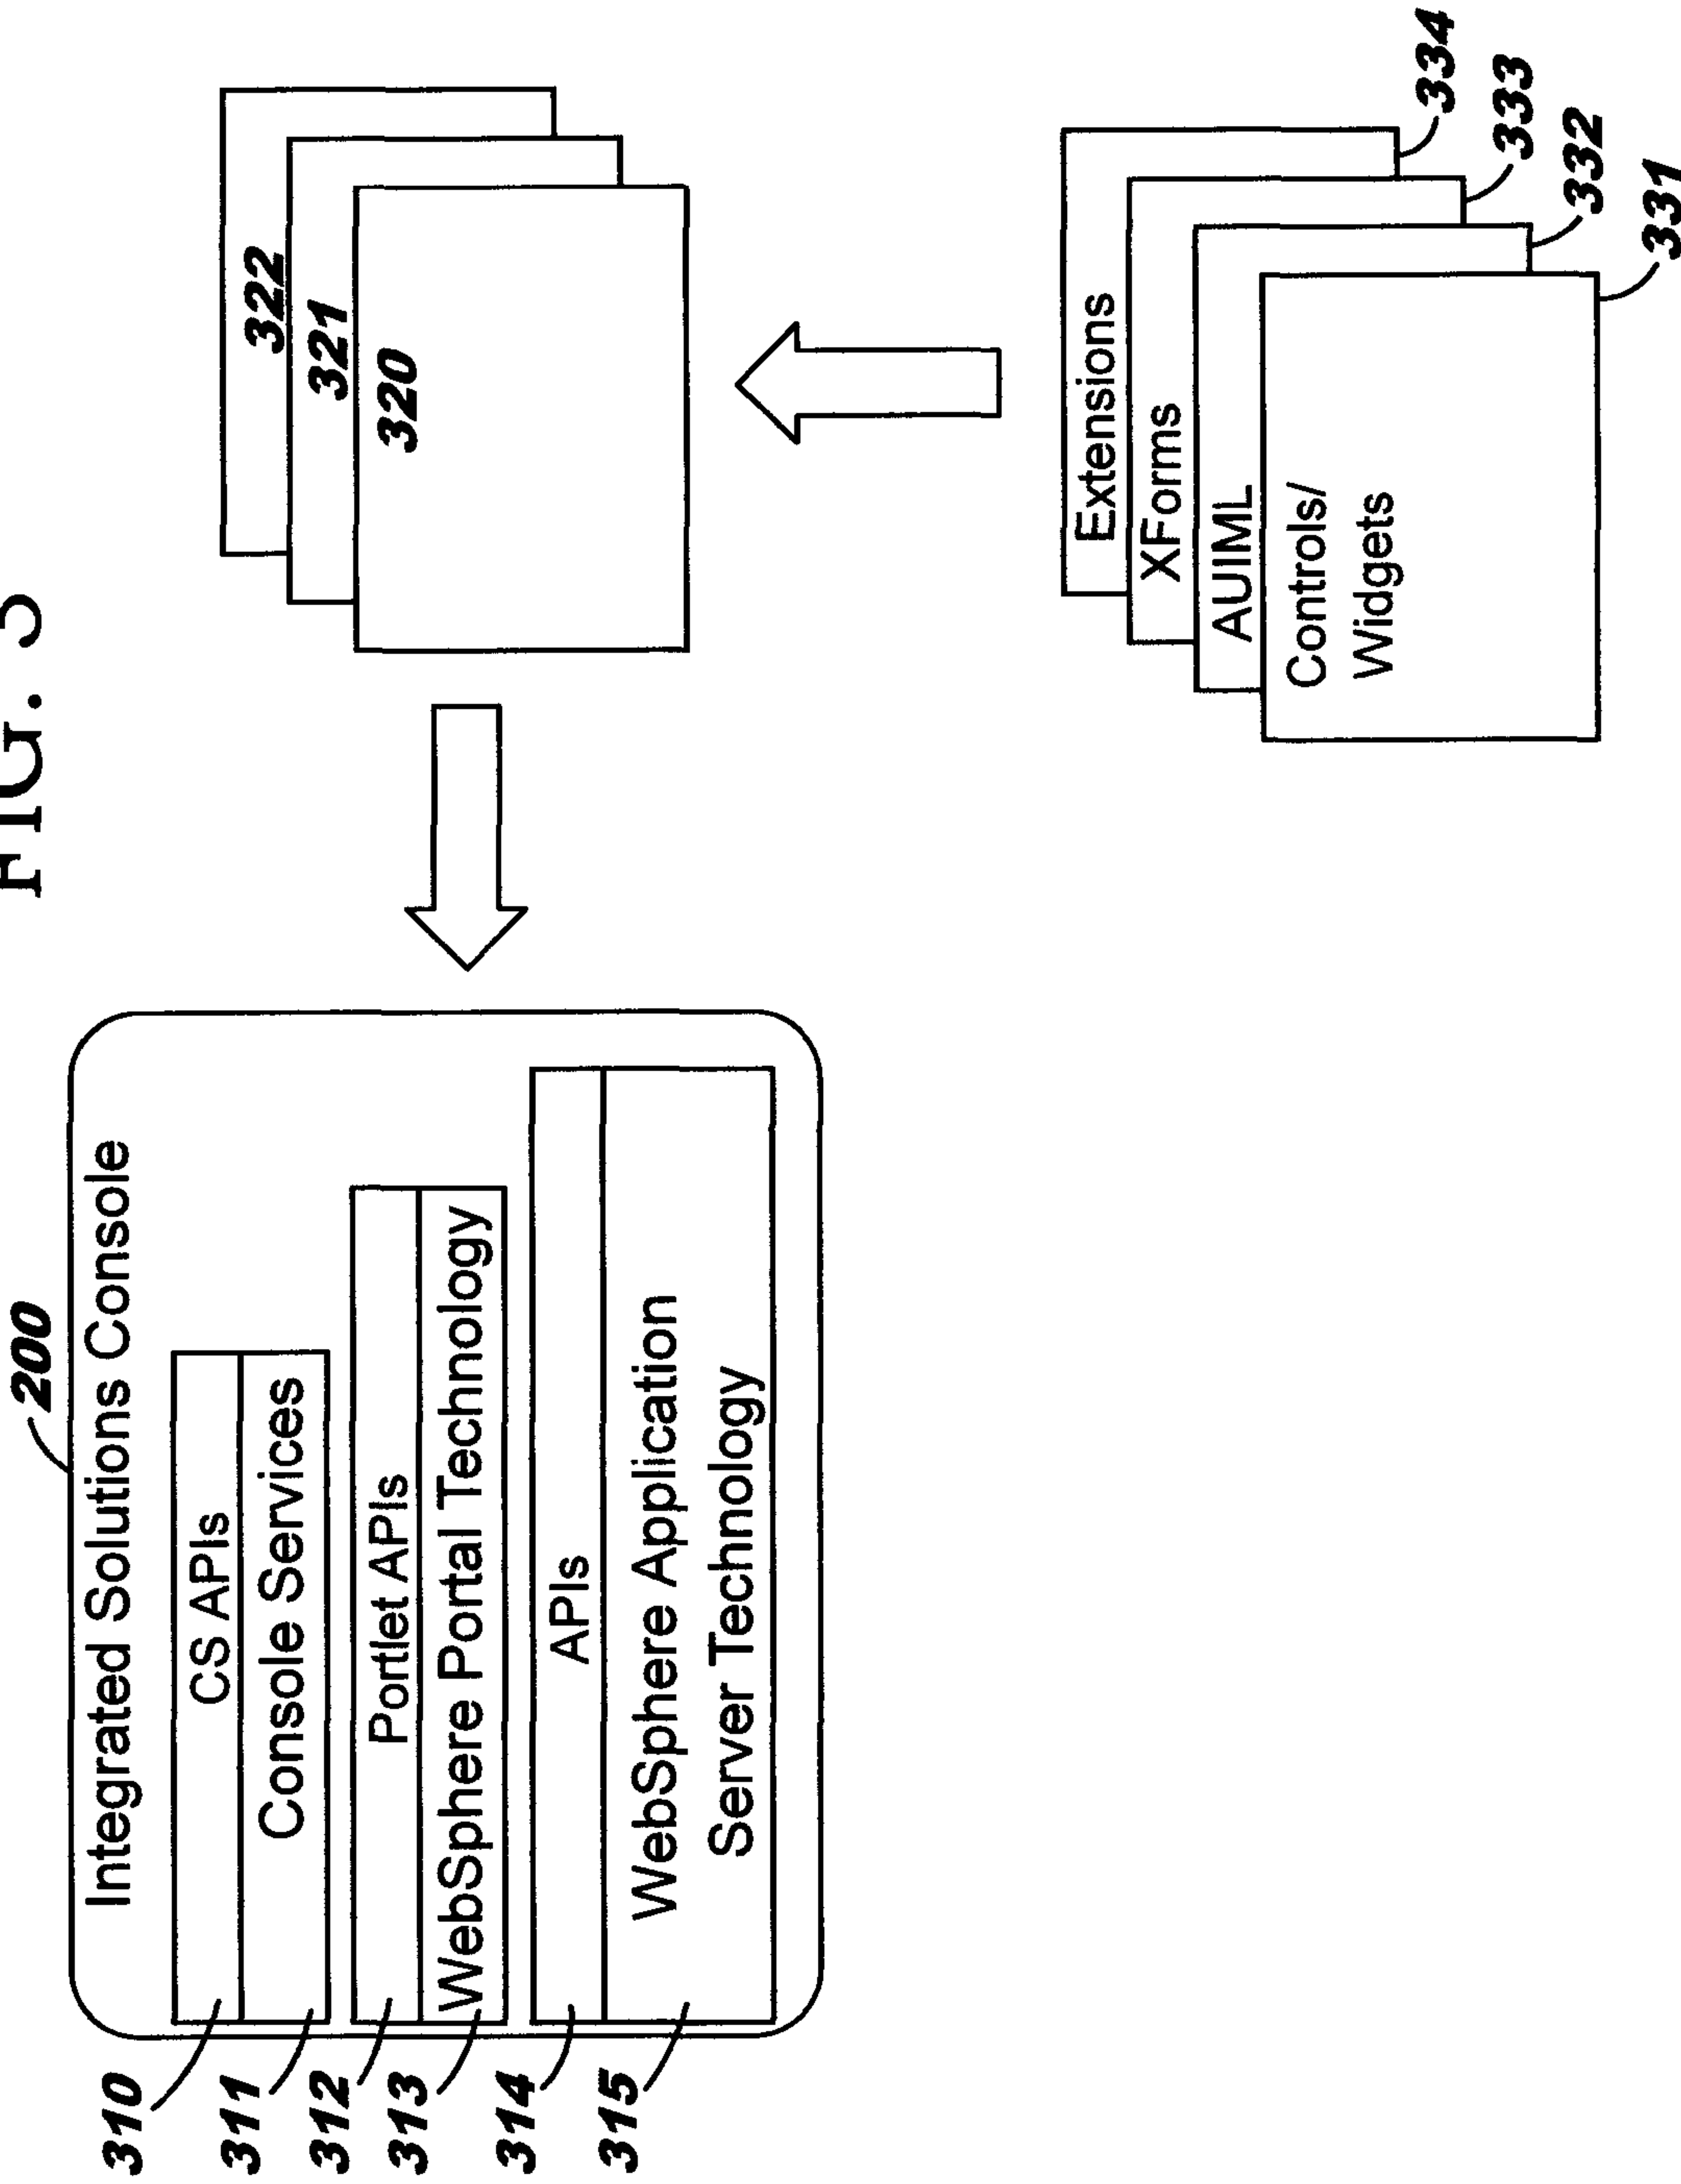 FIG. 3
200
Integrated Solutions Console
310
CS APIs
311
Console Services
312
Portlet APIs
313
WebSphere Portal Technology
314
APIs
315
WebSphere Application
Server Technology
322
321
320
Extensions
XForms
AUIML
Controls/
Widgets
334
333
332
331